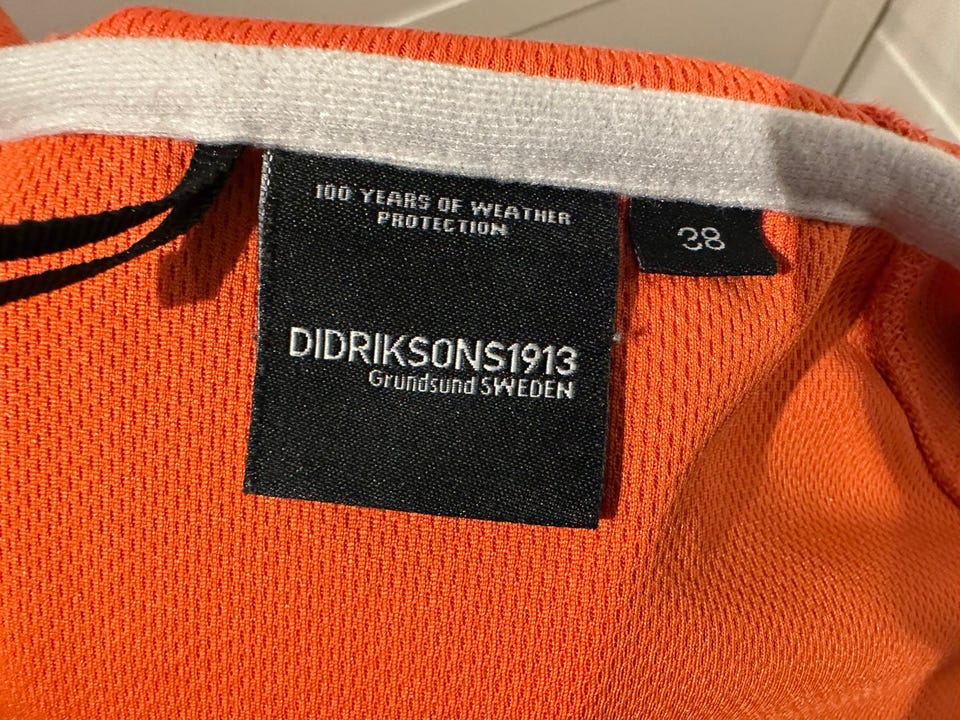 100 YEARS OF WEATHER
PROTECTION
38
DIDRIKSONS1913
Grundsund SWEDEN